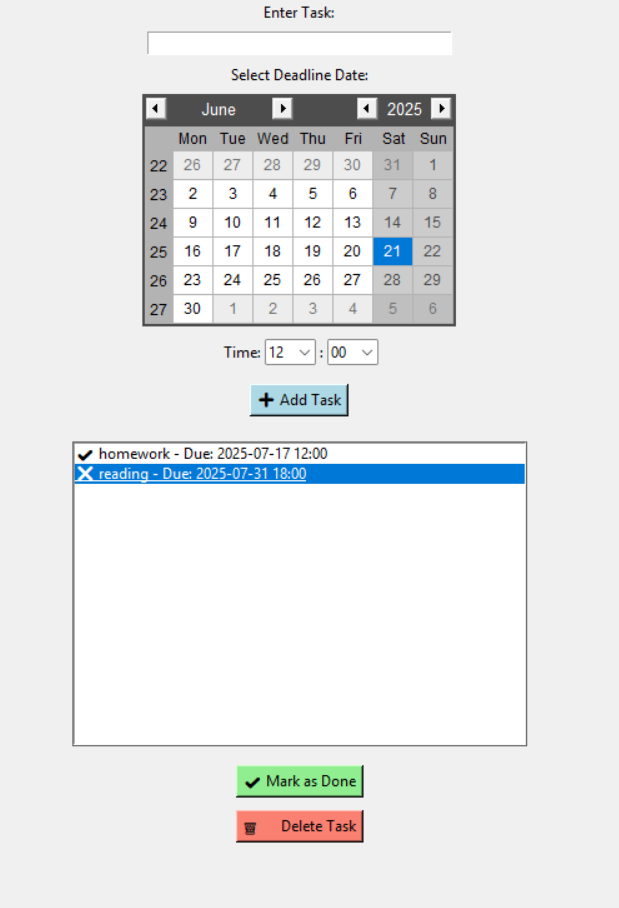 Enter Task:
Select Deadline Date:
June 2025
Mon Tue Wed Thu Fri Sat Sun
22 26 27 28 29 30 31 1
23 2 3 4 5 6 7 8
24 9 10 11 12 13 14 15
25 16 17 18 19 20 21 22
26 23 24 25 26 27 28 29
27 30 1 2 3 4 5 6
Time: 12 : 00
+ Add Task
✔ homework - Due: 2025-07-17 12:00
❌ reading - Due: 2025-07-31 18:00
✔ Mark as Done
🗑 Delete Task